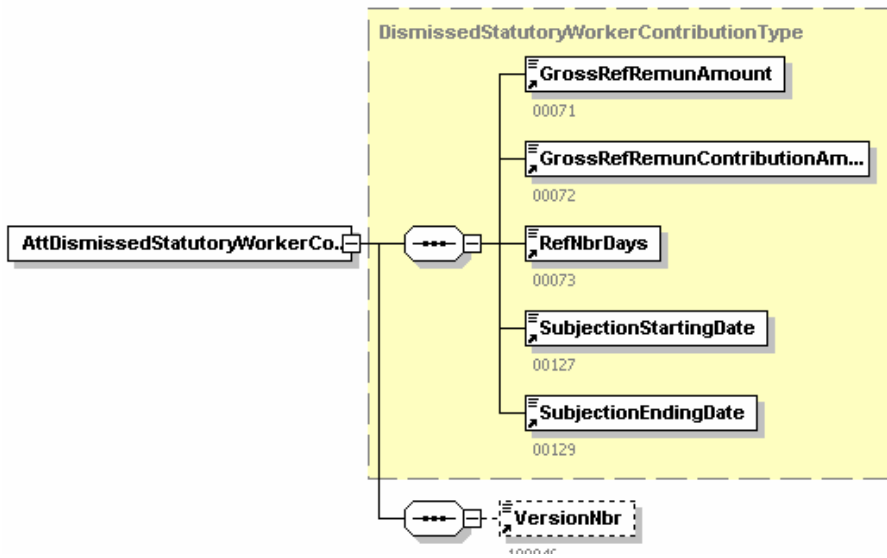 DismissedStatutoryWorkerContributionType
GrossRefRemunAmount
00071
GrossRefRemunContributionAm...
00072
AttDismissedStatutoryWorkerCo..
RefNbrDays
00073
SubjectionStartingDate
00127
SubjectionEndingDate
00129
VersionNbr